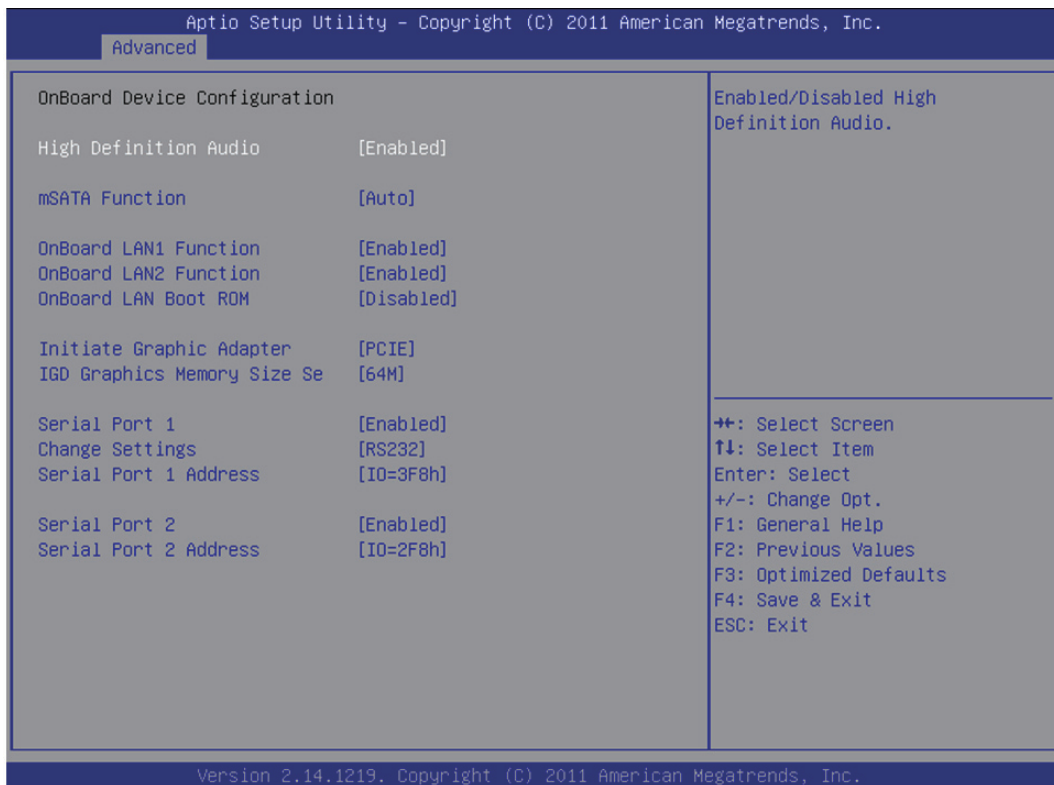 Aptio Setup Utility – Copyright (C) 2011 American Megatrends, Inc.
Advanced
OnBoard Device Configuration
High Definition Audio [Enabled]
mSATA Function [Auto]
OnBoard LAN1 Function [Enabled]
OnBoard LAN2 Function [Enabled]
OnBoard LAN Boot ROM [Disabled]
Initiate Graphic Adapter [PCIE]
IGD Graphics Memory Size Se [64M]
Serial Port 1 [Enabled]
Change Settings [RS232]
Serial Port 1 Address [IO=3F8h]
Serial Port 2 [Enabled]
Serial Port 2 Address [IO=2F8h]
Enabled/Disabled High
Definition Audio.
→←: Select Screen
↑↓: Select Item
Enter: Select
+/-: Change Opt.
F1: General Help
F2: Previous Values
F3: Optimized Defaults
F4: Save & Exit
ESC: Exit
Version 2.14.1219. Copyright (C) 2011 American Megatrends, Inc.